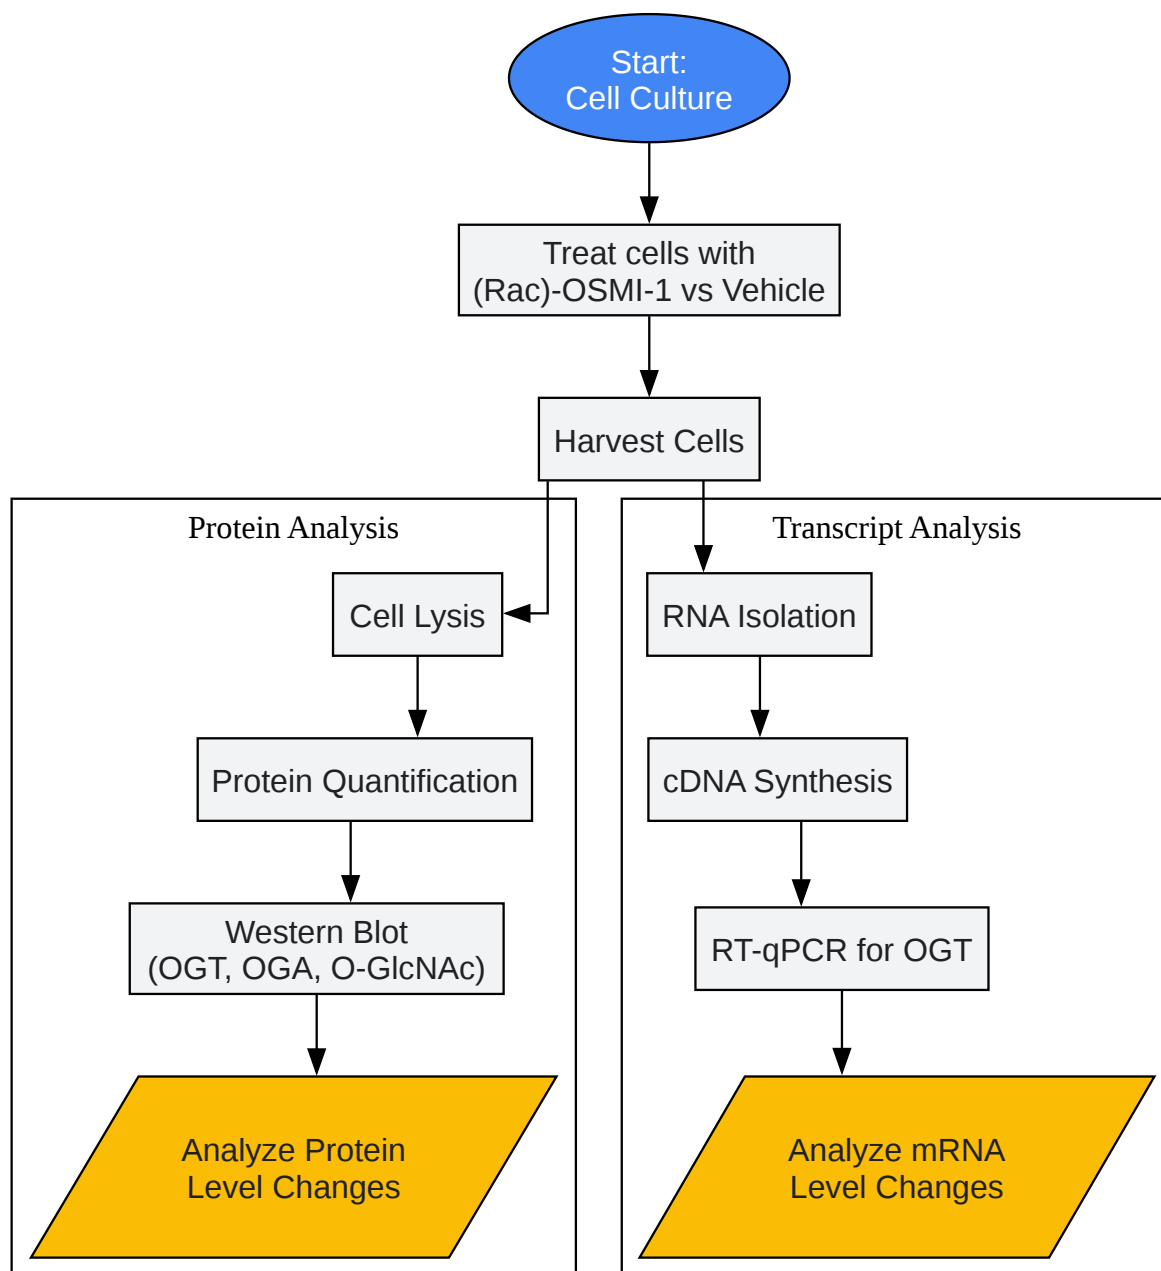 Start:
Cell Culture
Treat cells with
(Rac)-OSMI-1 vs Vehicle
Harvest Cells
Protein Analysis
Cell Lysis
Protein Quantification
Western Blot
(OGT, OGA, O-GlcNAc)
Analyze Protein
Level Changes
Transcript Analysis
RNA Isolation
cDNA Synthesis
RT-qPCR for OGT
Analyze mRNA
Level Changes